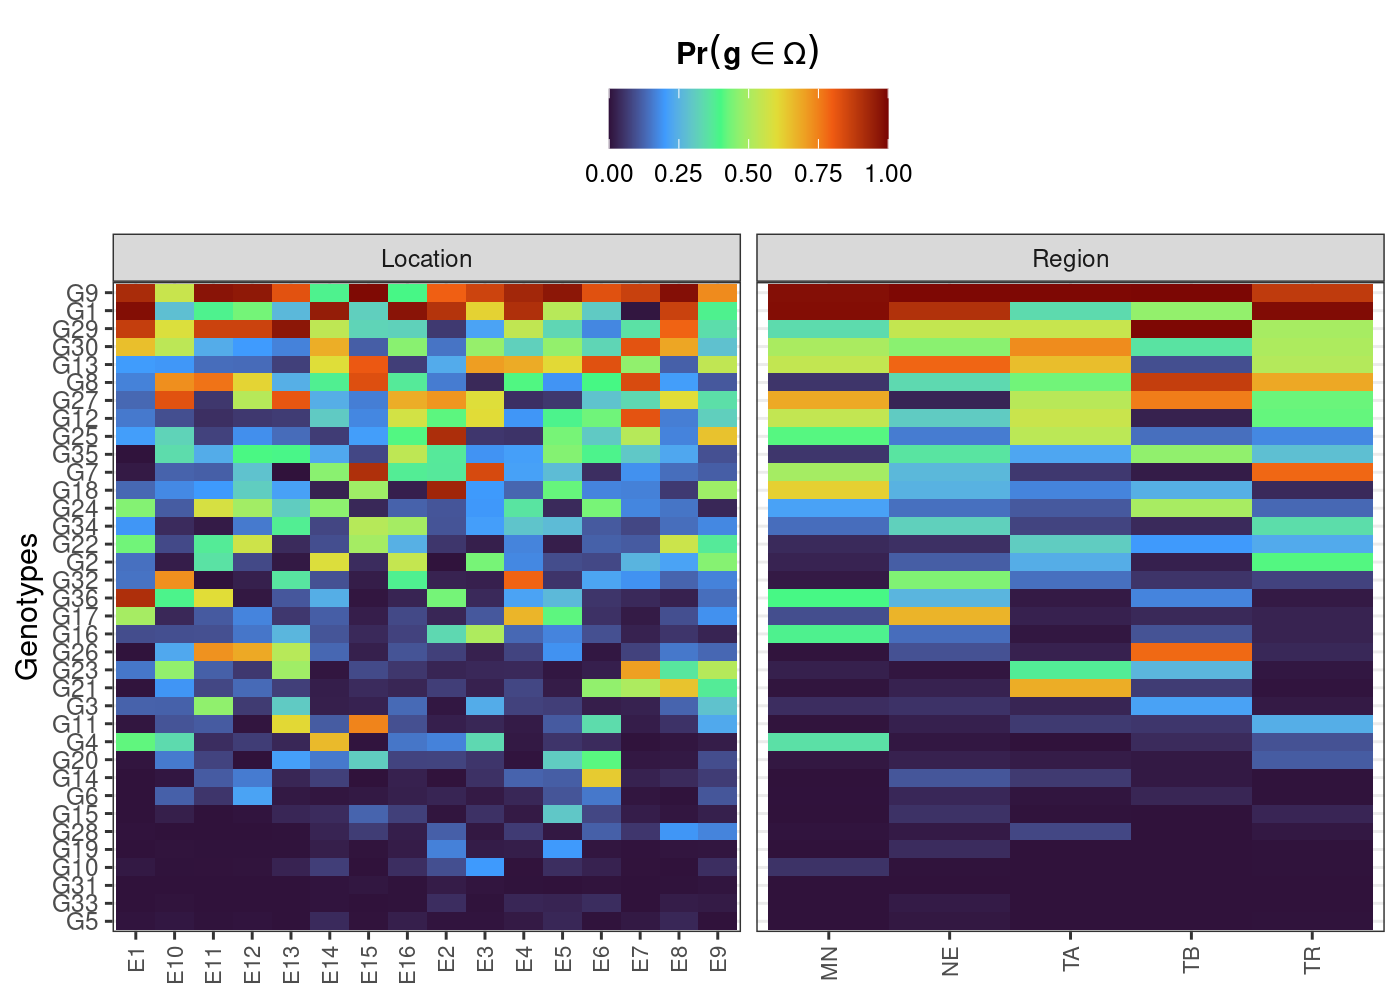 Pr(g ∈ Ω)
0.00 0.25 0.50 0.75 1.00
Location Region
Genotypes
G9
G1
G29
G30
G13
G8
G27
G12
G25
G35
G7
G18
G24
G34
G22
G2
G32
G36
G17
G16
G26
G23
G21
G3
G11
G4
G20
G14
G6
G15
G28
G19
G10
G31
G33
G5
E1 E10 E11 E12 E13 E14 E15 E16 E2 E3 E4 E5 E6 E7 E8 E9 MN NE TA TB TR